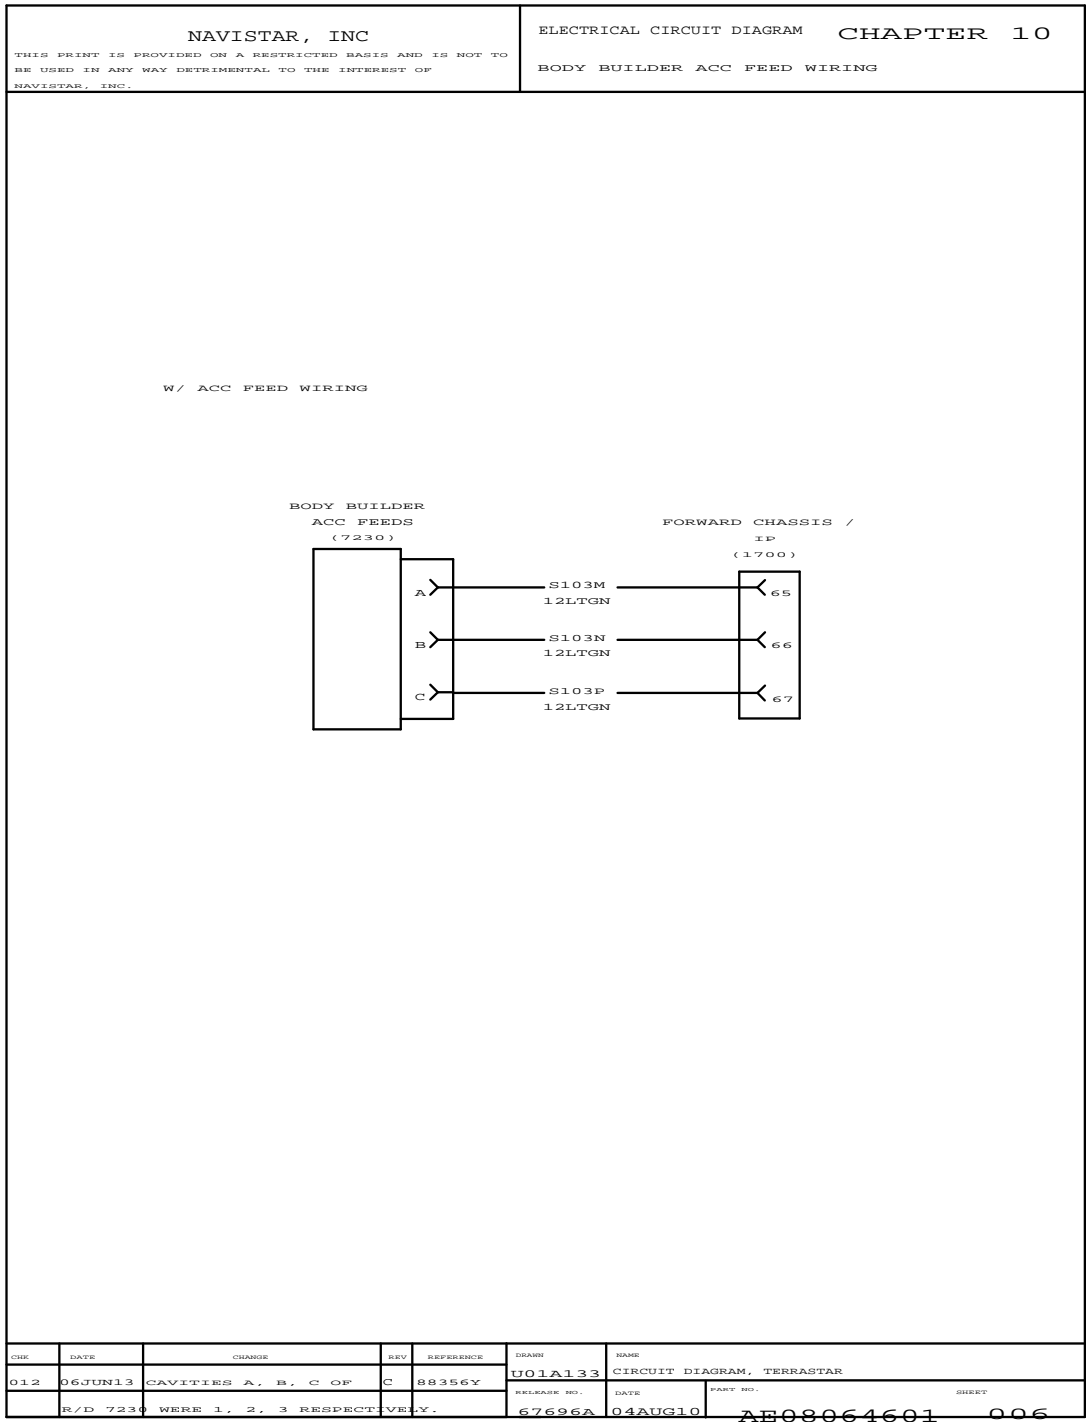 NAVISTAR, INC
THIS PRINT IS PROVIDED ON A RESTRICTED BASIS AND IS NOT TO
BE USED IN ANY WAY DETRIMENTAL TO THE INTEREST OF
NAVISTAR, INC.
ELECTRICAL CIRCUIT DIAGRAM CHAPTER 10
BODY BUILDER ACC FEED WIRING
W/ ACC FEED WIRING
BODY BUILDER
ACC FEEDS
(7230)
FORWARD CHASSIS /
IP
(1700)
A S103M 65
12LTGN
B S103N 66
12LTGN
C S103P 67
12LTGN
CHK DATE CHANGE REV REFERENCE
012 06JUN13 CAVITIES A, B, C OF C 88356Y
R/D 7230 WERE 1, 2, 3 RESPECTIVELY.
DRAWN NAME
U01A133 CIRCUIT DIAGRAM, TERRASTAR
RELEASE NO. DATE PART NO. SHEET
67696A 04AUG10 AE08064601 006